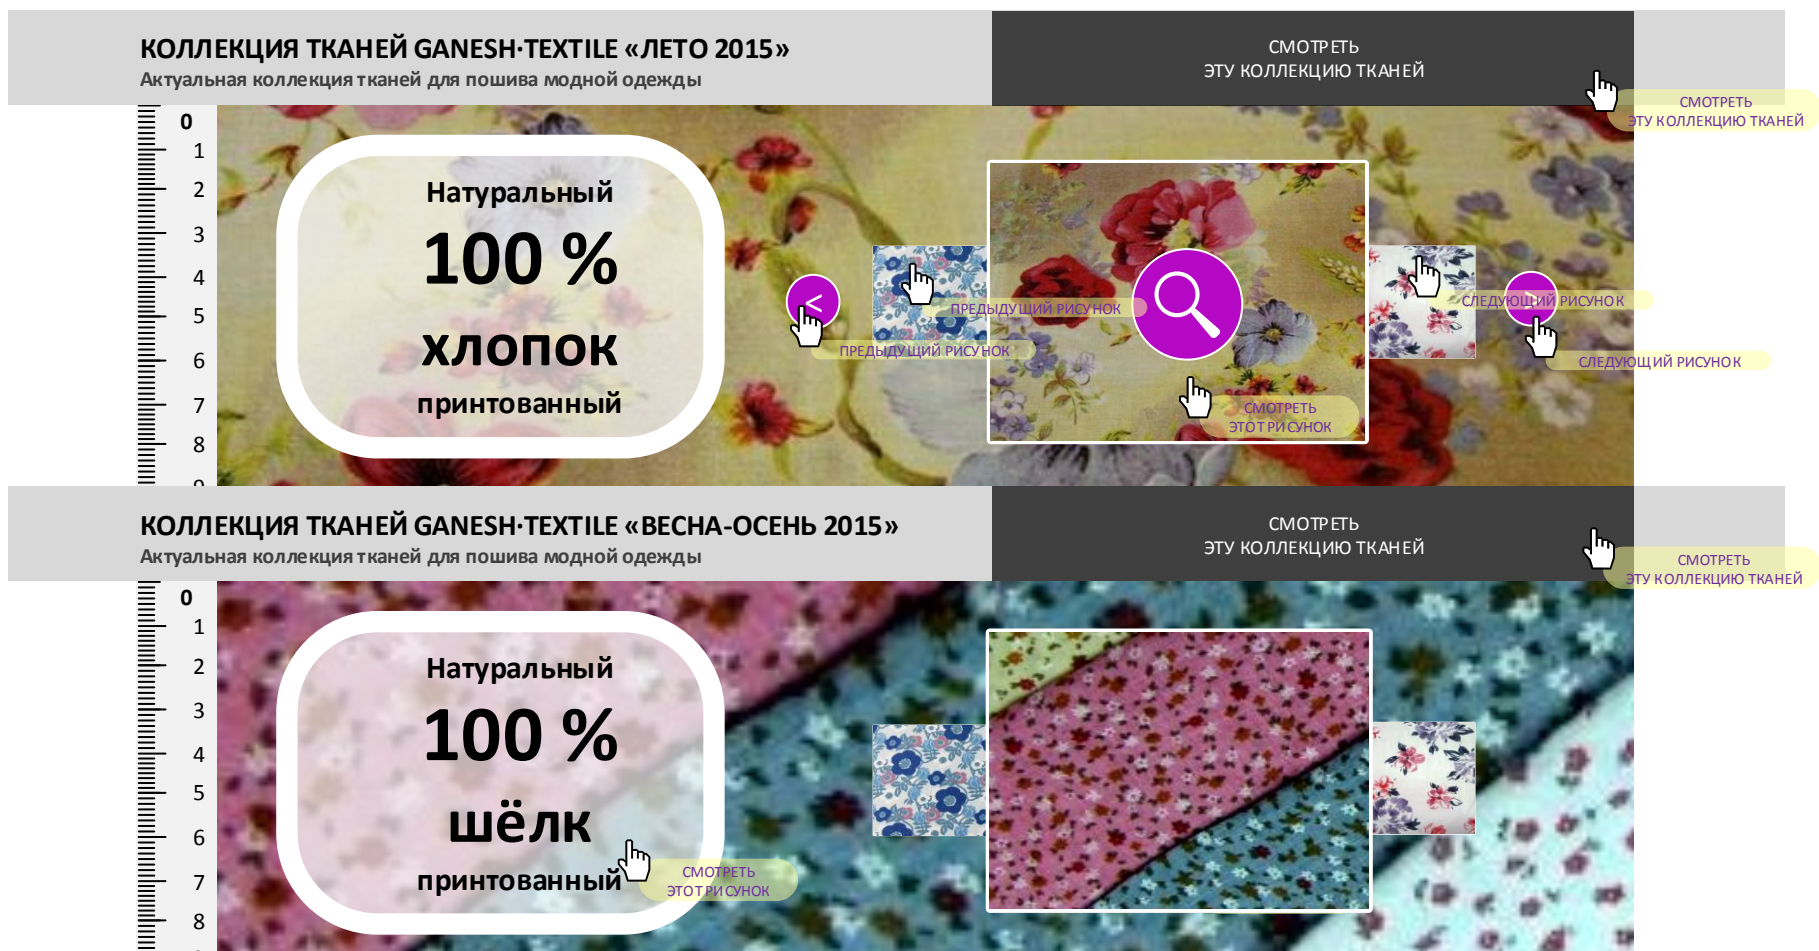 КОЛЛЕКЦИЯ ТКАНЕЙ GANESH·TEXTILE «ЛЕТО 2015»
Актуальная коллекция тканей для пошива модной одежды
СМОТРЕТЬ
ЭТУ КОЛЛЕКЦИЮ ТКАНЕЙ
СМОТРЕТЬ
ЭТУ КОЛЛЕКЦИЮ ТКАНЕЙ
0
1
2
3
4
5
6
7
8
9
Натуральный
100 %
хлопок
принтованный
<
ПРЕДЫДУЩИЙ РИСУНОК
ПРЕДЫДУЩИЙ РИСУНОК
СМОТРЕТЬ
ЭТОТ РИСУНОК
СЛЕДУЮЩИЙ РИСУНОК
СЛЕДУЮЩИЙ РИСУНОК
КОЛЛЕКЦИЯ ТКАНЕЙ GANESH·TEXTILE «ВЕСНА-ОСЕНЬ 2015»
Актуальная коллекция тканей для пошива модной одежды
СМОТРЕТЬ
ЭТУ КОЛЛЕКЦИЮ ТКАНЕЙ
СМОТРЕТЬ
ЭТУ КОЛЛЕКЦИЮ ТКАНЕЙ
0
1
2
3
4
5
6
7
8
Натуральный
100 %
шёлк
принтованный
СМОТРЕТЬ
ЭТОТ РИСУНОК